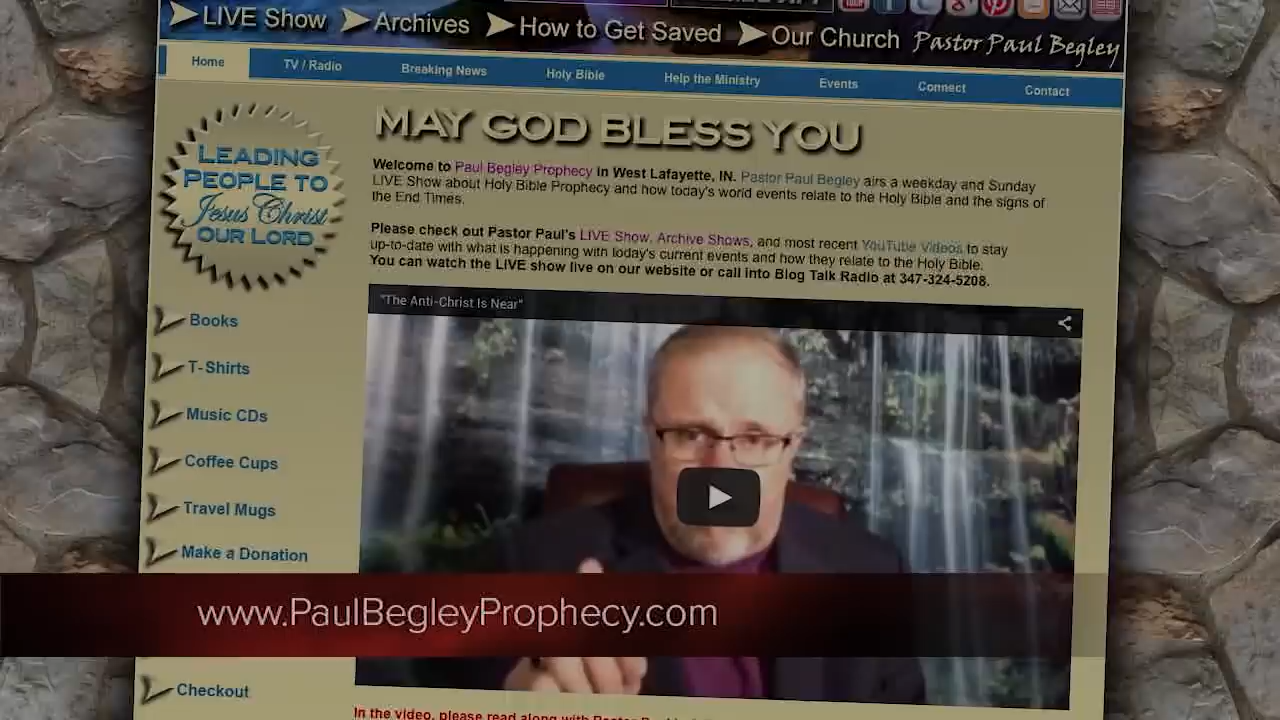 LIVE Show Archives How to Get Saved Our Church Pastor Paul Begley
Home TV / Radio Breaking News Holy Bible Help the Ministry Events Connect Contact
LEADING
PEOPLE TO
Jesus Christ
OUR LORD
MAY GOD BLESS YOU
Welcome to Paul Begley Prophecy in West Lafayette, IN. Pastor Paul Begley airs a weekday and Sunday
LIVE Show about Holy Bible Prophecy and how today's world events relate to the Holy Bible and the signs of
the End Times.
Please check out Pastor Paul's LIVE Show, Archive Shows, and most recent YouTube Videos to stay
up-to-date with what is happening with today's current events and how they relate to the Holy Bible.
You can watch the LIVE show live on our website or call into Blog Talk Radio at 347-324-5208.
"The Anti-Christ Is Near"
Books
T-Shirts
Music CDs
Coffee Cups
Travel Mugs
Make a Donation
www.PaulBegleyProphecy.com
Checkout
In the video, please read along with Pastor